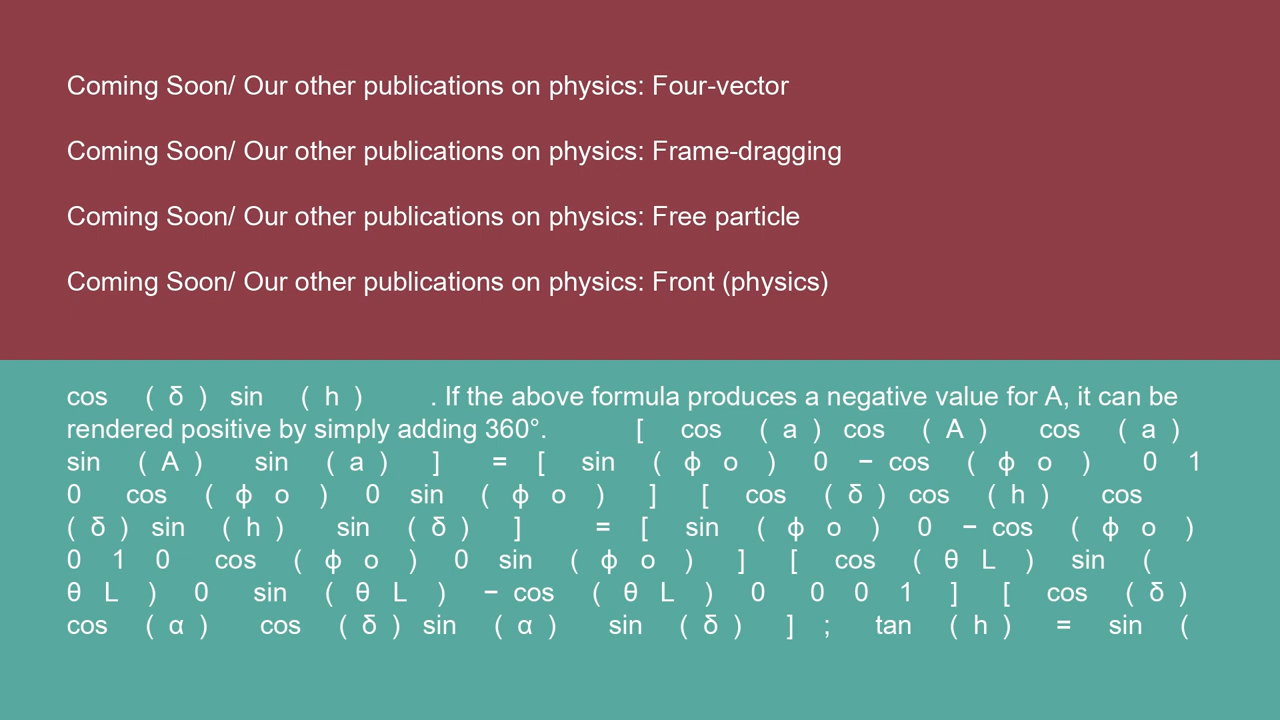 Coming Soon/ Our other publications on physics: Four-vector
Coming Soon/ Our other publications on physics: Frame-dragging
Coming Soon/ Our other publications on physics: Free particle
Coming Soon/ Our other publications on physics: Front (physics)
cos ( δ ) sin ( h ) . If the above formula produces a negative value for A, it can be
rendered positive by simply adding 360°. [ cos ( a ) cos ( A ) cos ( a )
sin ( A ) sin ( a ) ] = [ sin ( ϕ o ) 0 − cos ( ϕ o ) 0 1
0 cos ( ϕ o ) 0 sin ( ϕ o ) ] [ cos ( δ ) cos ( h ) cos
( δ ) sin ( h ) sin ( δ ) ] = [ sin ( ϕ o ) 0 − cos ( ϕ o )
0 1 0 cos ( ϕ o ) 0 sin ( ϕ o ) ] [ cos ( θ L ) sin (
θ L ) 0 sin ( θ L ) − cos ( θ L ) 0 0 0 1 ] [ cos ( δ )
cos ( α ) cos ( δ ) sin ( α ) sin ( δ ) ] ; tan ( h ) = sin (